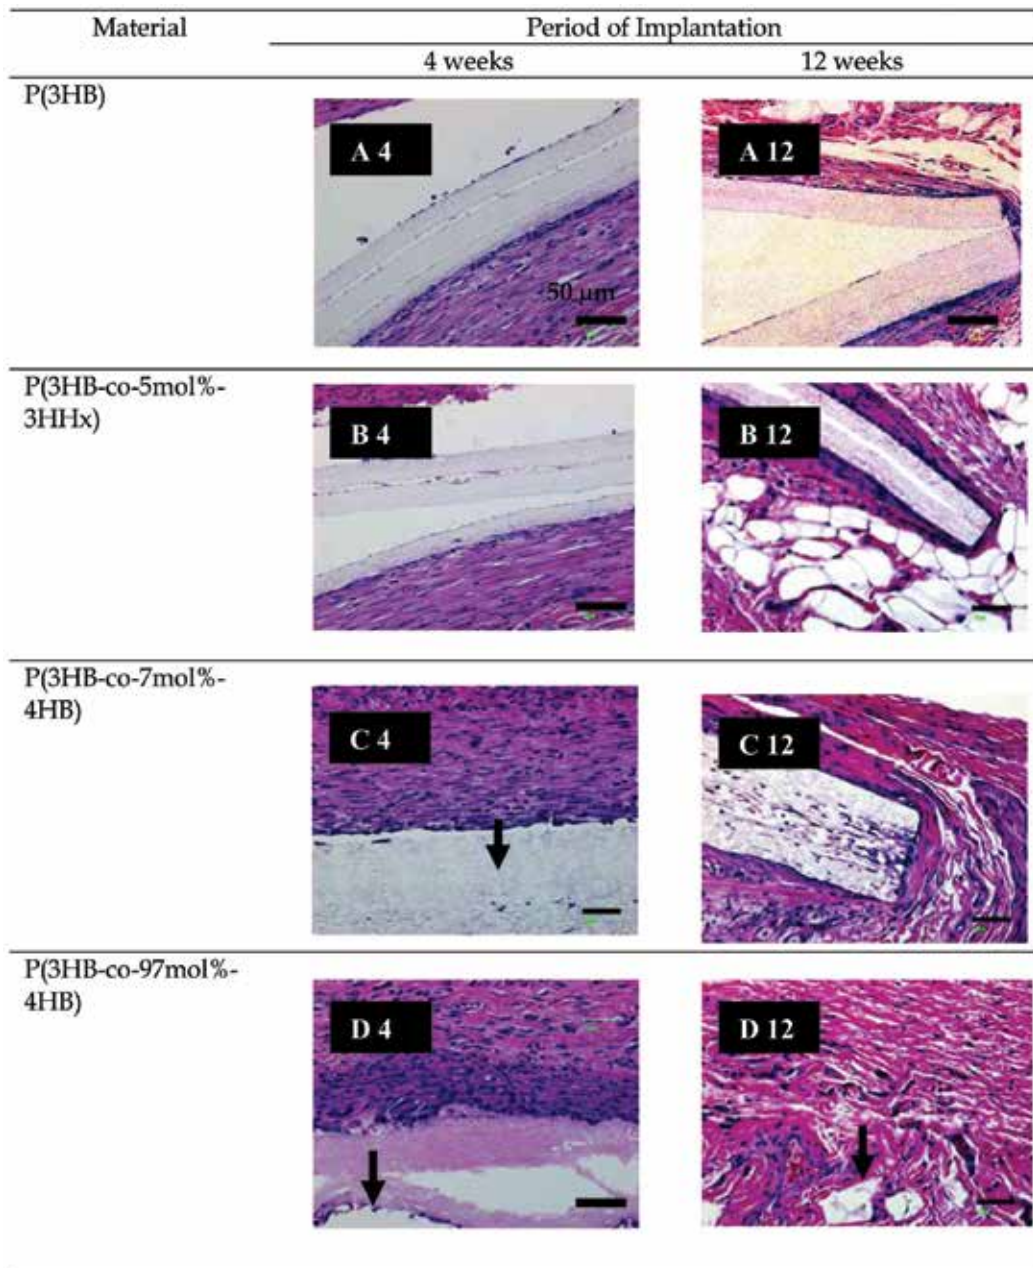 Material
Period of Implantation
4 weeks
12 weeks
P(3HB)
A 4
A 12
50 µm
P(3HB-co-5mol%-
3HHx)
B 4
B 12
P(3HB-co-7mol%-
4HB)
C 4
C 12
P(3HB-co-97mol%-
4HB)
D 4
D 12